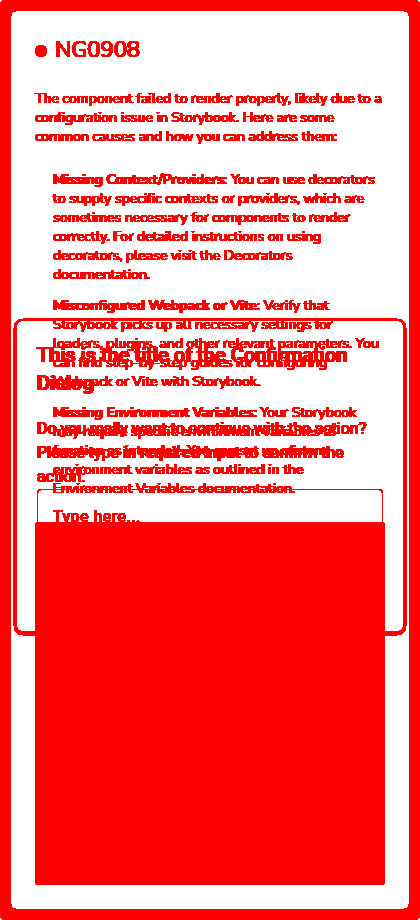 NG0908
The component failed to render properly, likely due to a
configuration issue in Storybook. Here are some
common causes and how you can address them:
Missing Context/Providers: You can use decorators
to supply specific contexts or providers, which are
sometimes necessary for components to render
correctly. For detailed instructions on using
decorators, please visit the Decorators
documentation.
Misconfigured Webpack or Vite: Verify that
Storybook picks up all necessary settings for
loaders, plugins, and other relevant parameters. You
This is the title of the Confirmation
can find step-by-step guides for configuring
Webpack or Vite with Storybook.
Dialog
Missing Environment Variables: Your Storybook
Do you really want to continue with the action?
may require specific environment variables to
Please type in required input to confirm the
environment variables as outlined in the
action:
Environment Variables documentation.
Type here...